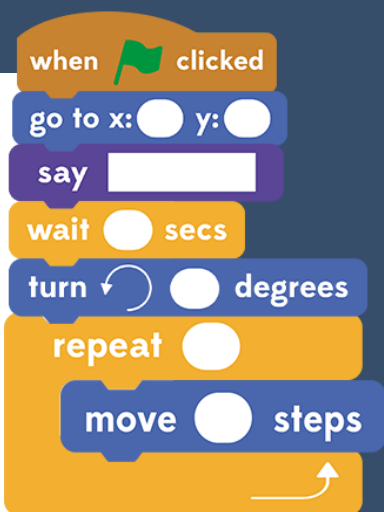 when clicked
go to x: y:
say
wait secs
turn degrees
repeat
move steps